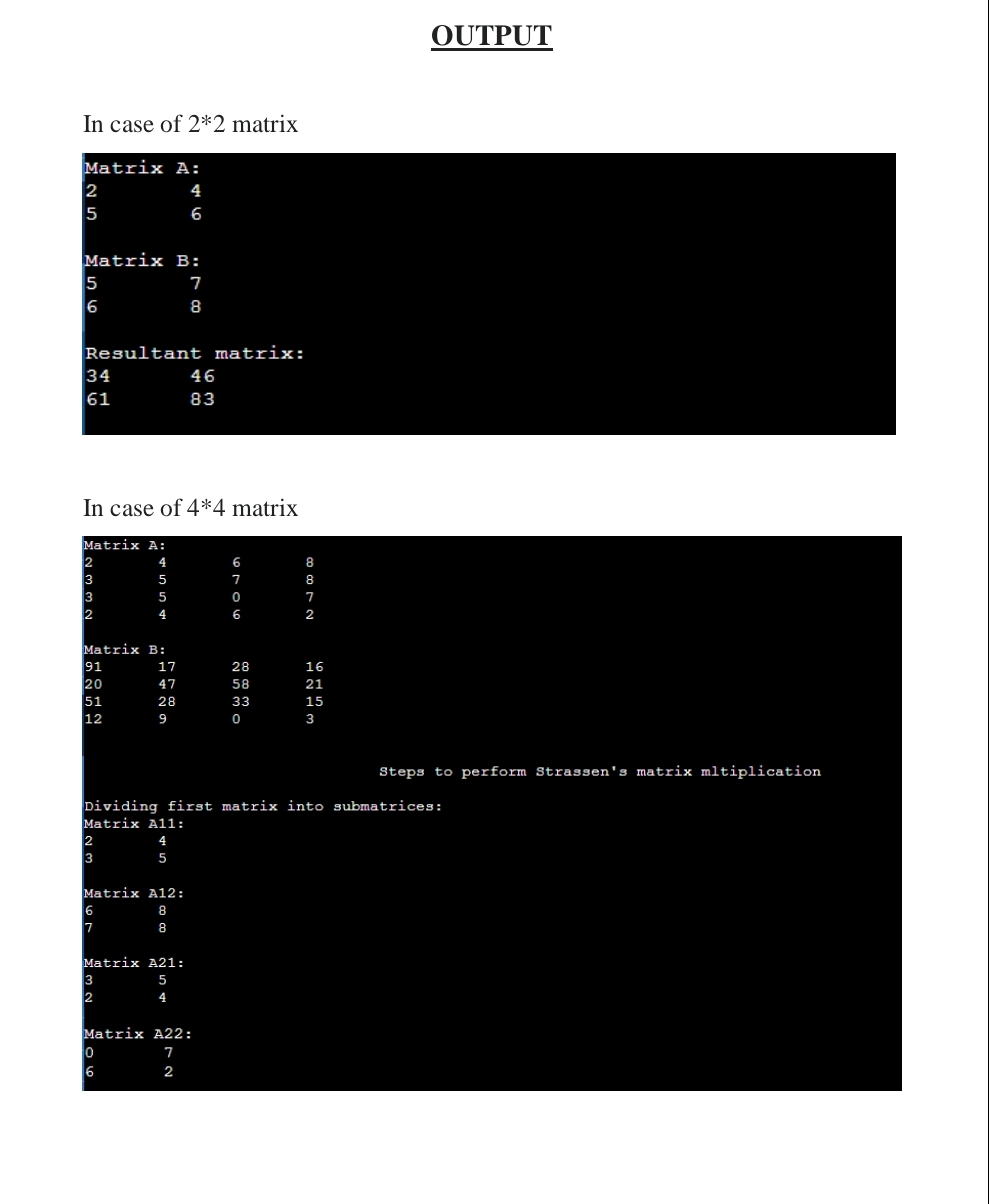 OUTPUT
In case of 2*2 matrix
Matrix A:
2 4
5 6
Matrix B:
5 7
6 8
Resultant matrix:
34 46
61 83
In case of 4*4 matrix
Matrix A:
2 4 6 8
3 5 7 8
3 5 0 7
2 4 6 2
Matrix B:
91 17 28 16
20 47 58 21
51 28 33 15
12 9 0 3
Steps to perform Strassen's matrix mltiplication
Dividing first matrix into submatrices:
Matrix A11:
2 4
3 5
Matrix A12:
6 8
7 8
Matrix A21:
3 5
2 4
Matrix A22:
0 7
6 2